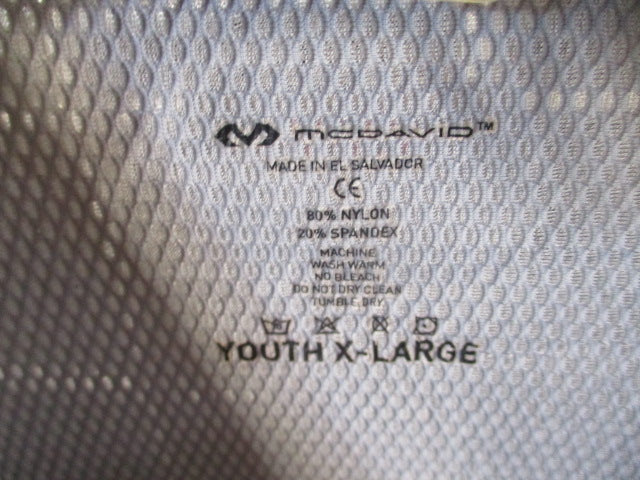 McDAVID™
MADE IN EL SALVADOR
CE
80% NYLON
20% SPANDEX
MACHINE
WASH WARM
NO BLEACH
DO NOT DRY CLEAN
TUMBLE DRY
YOUTH X-LARGE